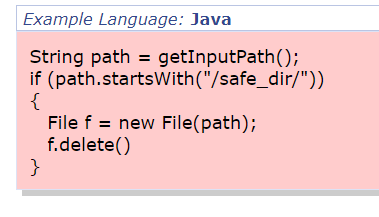 Example Language: Java
String path = getInputPath();
if (path.startsWith("/safe_dir/"))
{
File f = new File(path);
f.delete()
}